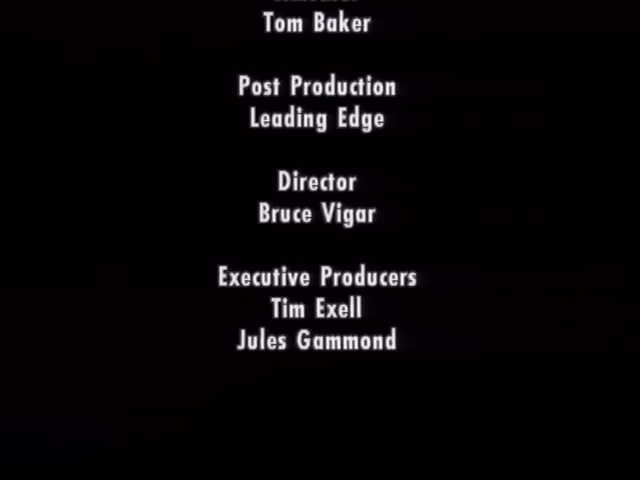 Tom Baker
Post Production
Leading Edge
Director
Bruce Vigar
Executive Producers
Tim Exell
Jules Gammond